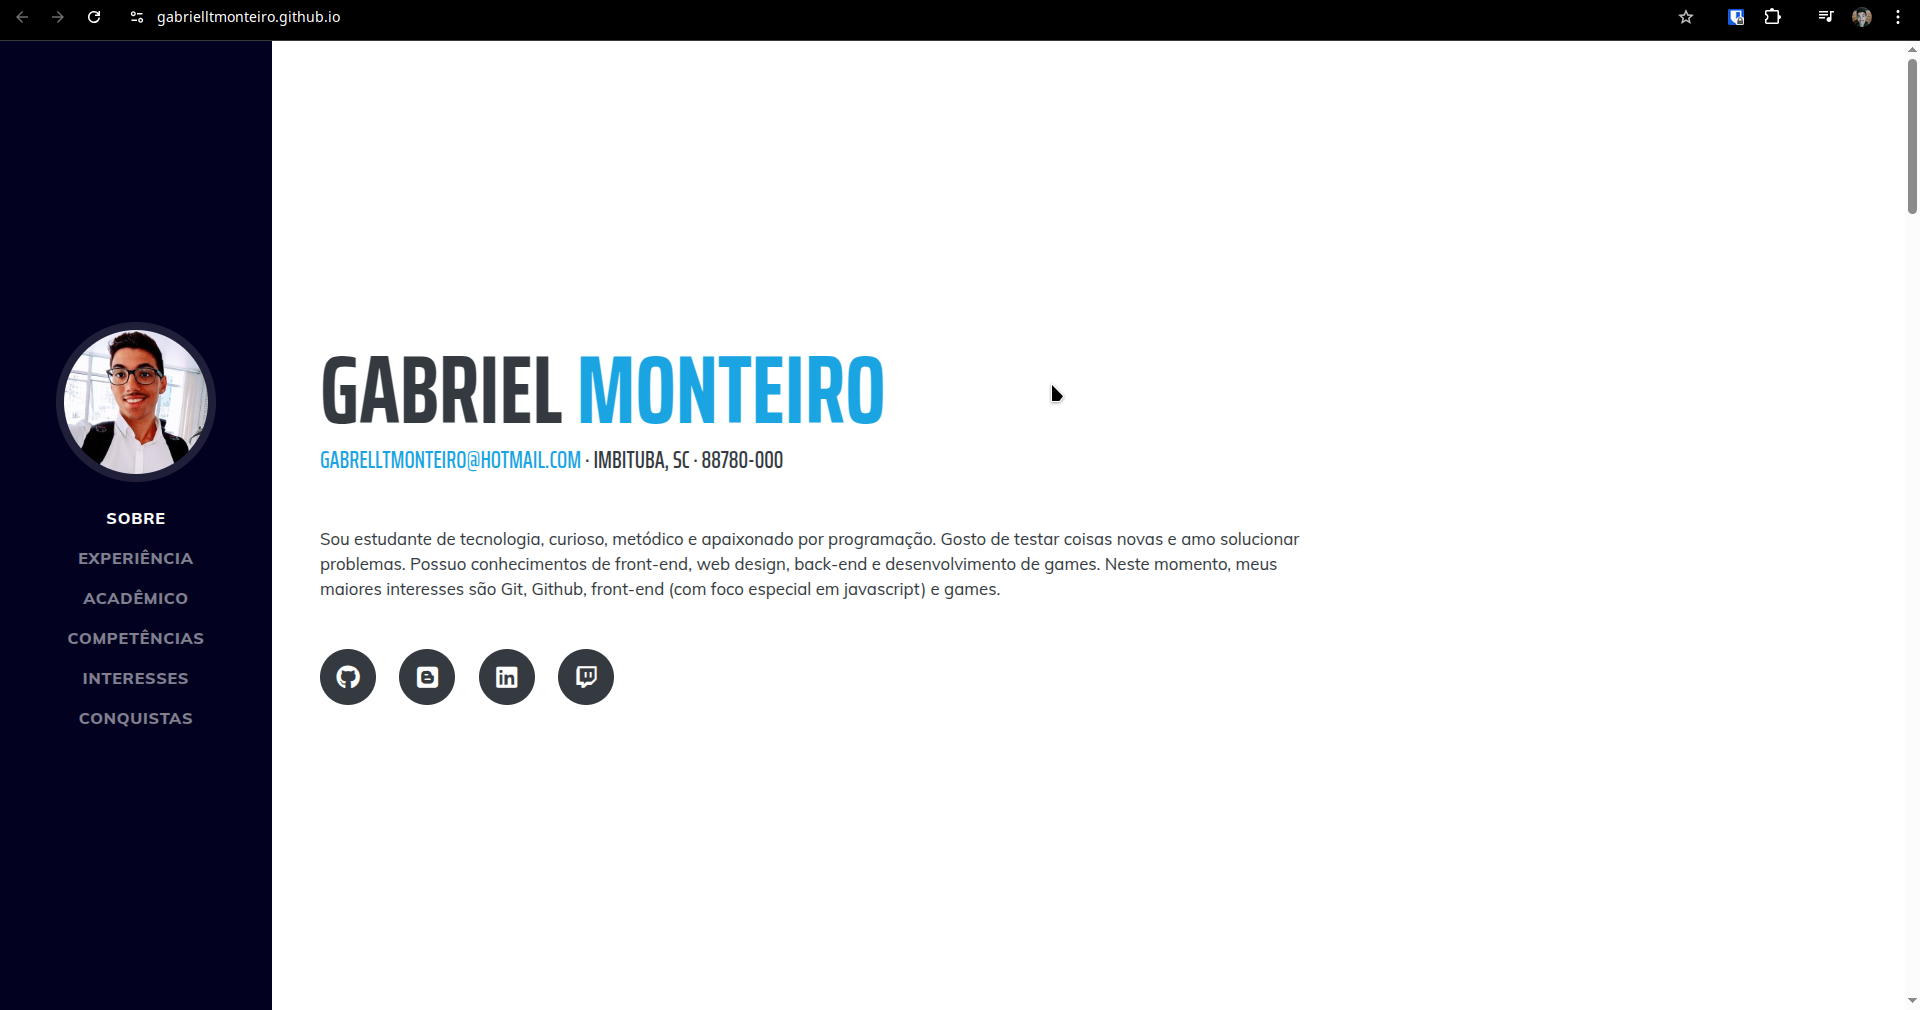 gabrielltmonteiro.github.io
SOBRE
EXPERIÊNCIA
ACADÊMICO
COMPETÊNCIAS
INTERESSES
CONQUISTAS
GABRIEL MONTEIRO
GABRELLTMONTEIRO@HOTMAIL.COM · IMBITUBA, SC · 88780-000
Sou estudante de tecnologia, curioso, metódico e apaixonado por programação. Gosto de testar coisas novas e amo solucionar
problemas. Possuo conhecimentos de front-end, web design, back-end e desenvolvimento de games. Neste momento, meus
maiores interesses são Git, Github, front-end (com foco especial em javascript) e games.